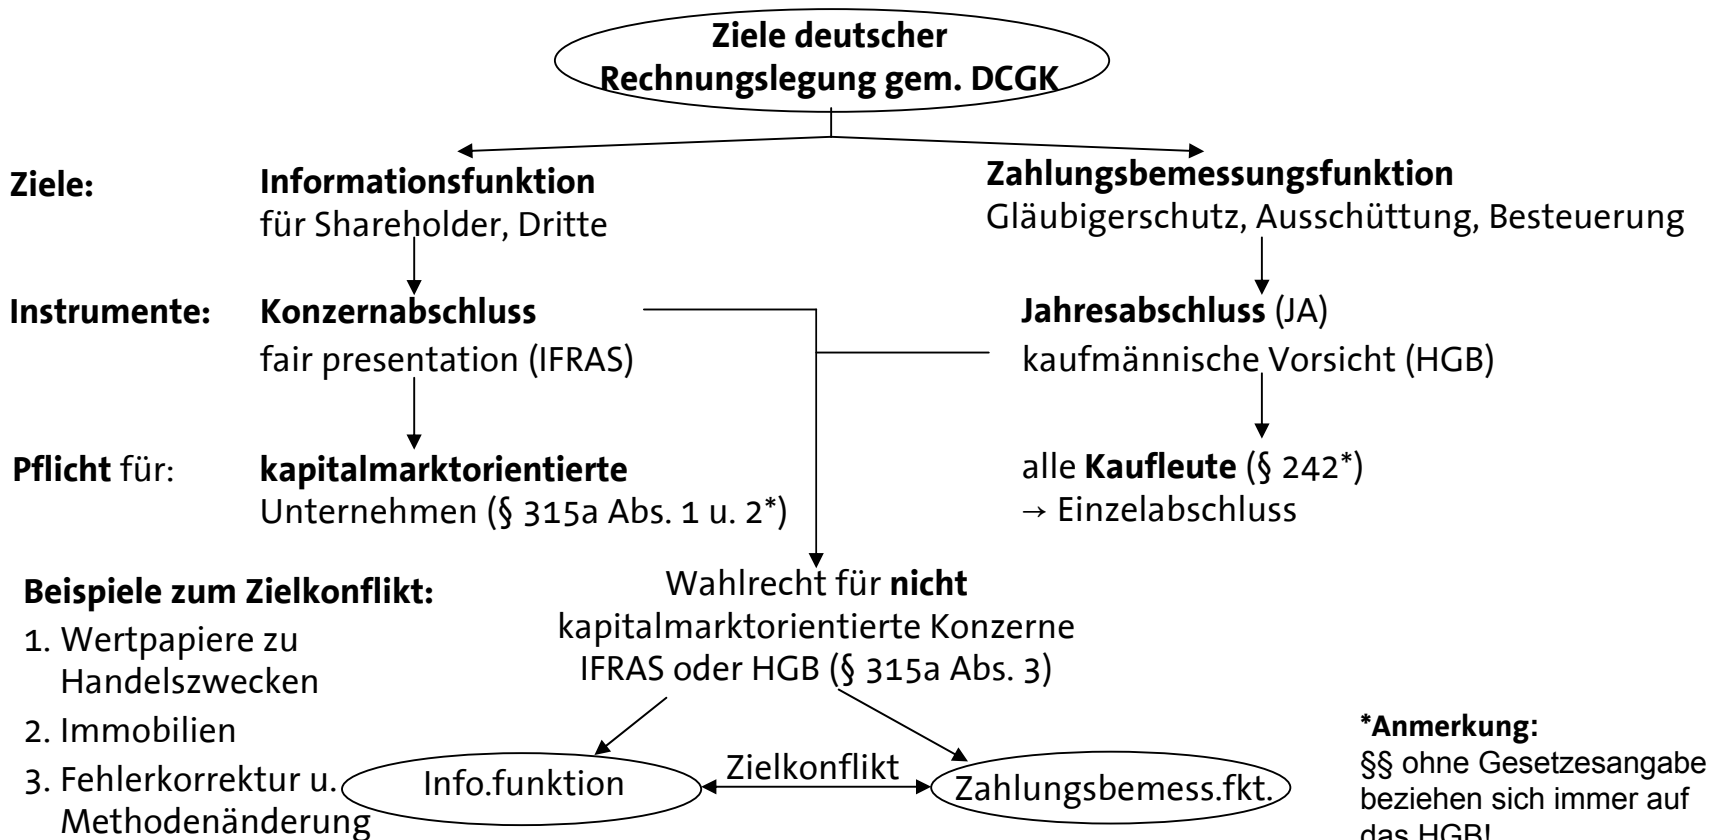 Ziele deutscher
Rechnungslegung gem. DCGK
Ziele:
Informationsfunktion
für Shareholder, Dritte
Zahlungsbemessungsfunktion
Gläubigerschutz, Ausschüttung, Besteuerung
Instrumente:
Konzernabschluss
fair presentation (IFRAS)
Jahresabschluss (JA)
kaufmännische Vorsicht (HGB)
Pflicht für:
kapitalmarktorientierte
Unternehmen (§ 315a Abs. 1 u. 2*)
alle Kaufleute (§ 242*)
→ Einzelabschluss
Beispiele zum Zielkonflikt:
1. Wertpapiere zu
Handelszwecken
2. Immobilien
3. Fehlerkorrektur u.
Methodenänderung
Wahlrecht für nicht
kapitalmarktorientierte Konzerne
IFRAS oder HGB (§ 315a Abs. 3)
Info.funktion
Zielkonflikt
Zahlungsbemess.fkt.
*Anmerkung:
§§ ohne Gesetzesangabe
beziehen sich immer auf
das HGB!